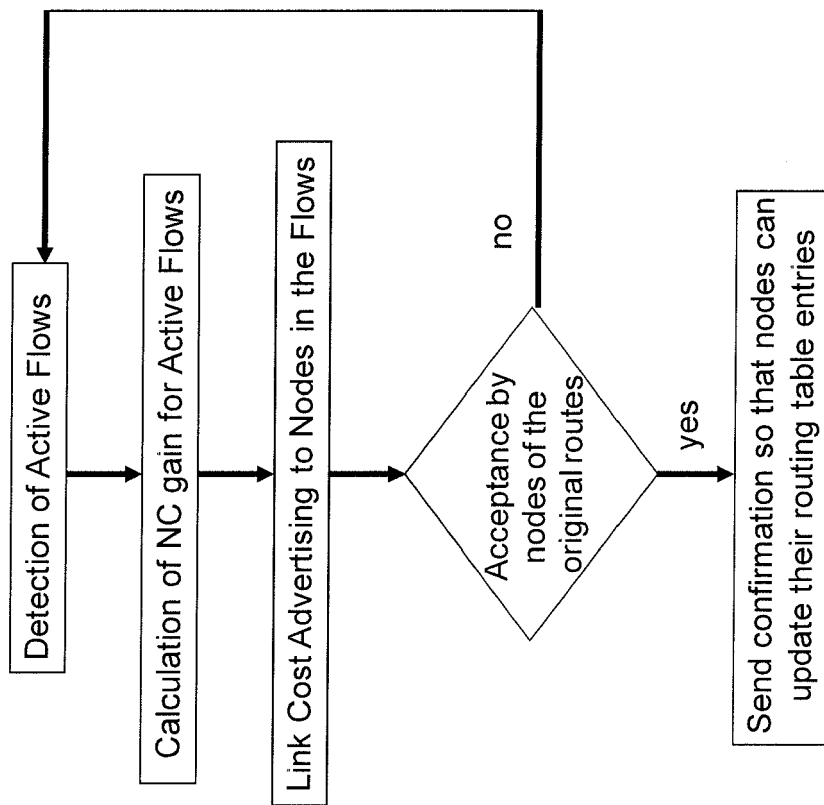 Detection of Active Flows
Calculation of NC gain for Active Flows
Link Cost Advertising to Nodes in the Flows
Acceptance by
nodes of the
original routes
no
yes
Send confirmation so that nodes can
update their routing table entries